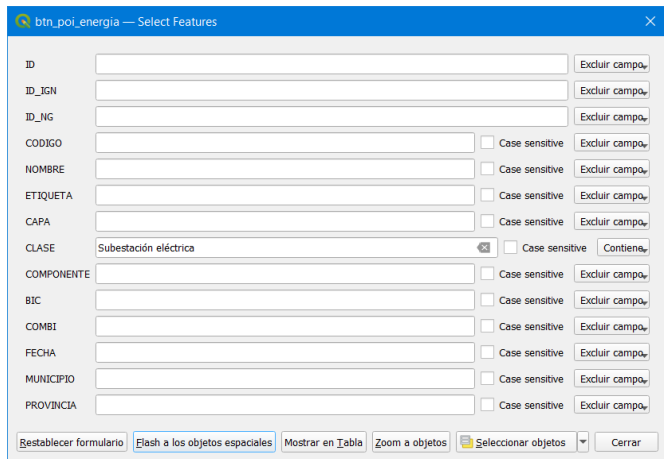 btn_poi_energia — Select Features
ID Excluir campo
ID_IGN Excluir campo
ID_NG Excluir campo
CODIGO Case sensitive Excluir campo
NOMBRE Case sensitive Excluir campo
ETIQUETA Case sensitive Excluir campo
CAPA Case sensitive Excluir campo
CLASE Subestación eléctrica Case sensitive Contiene
COMPONENTE Case sensitive Excluir campo
BIC Case sensitive Excluir campo
COMBI Case sensitive Excluir campo
FECHA Case sensitive Excluir campo
MUNICIPIO Case sensitive Excluir campo
PROVINCIA Case sensitive Excluir campo
Restablecer formulario Flash a los objetos espaciales Mostrar en Tabla Zoom a objetos Seleccionar objetos Cerrar